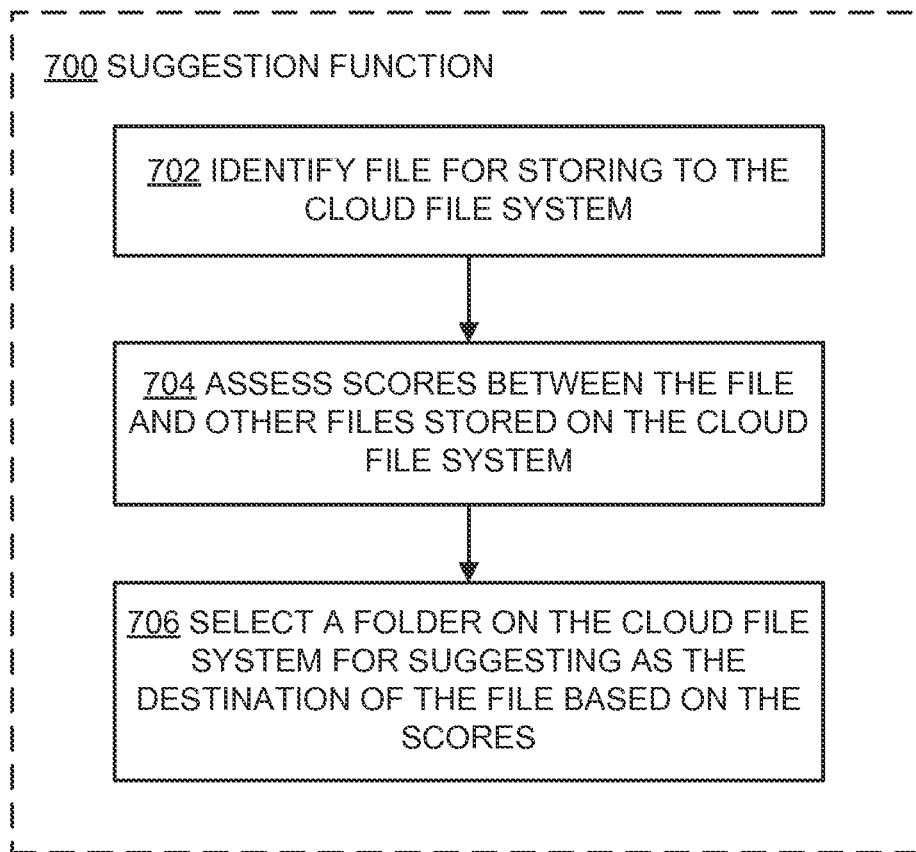 700 SUGGESTION FUNCTION
702 IDENTIFY FILE FOR STORING TO THE
CLOUD FILE SYSTEM
704 ASSESS SCORES BETWEEN THE FILE
AND OTHER FILES STORED ON THE CLOUD
FILE SYSTEM
706 SELECT A FOLDER ON THE CLOUD FILE
SYSTEM FOR SUGGESTING AS THE
DESTINATION OF THE FILE BASED ON THE
SCORES